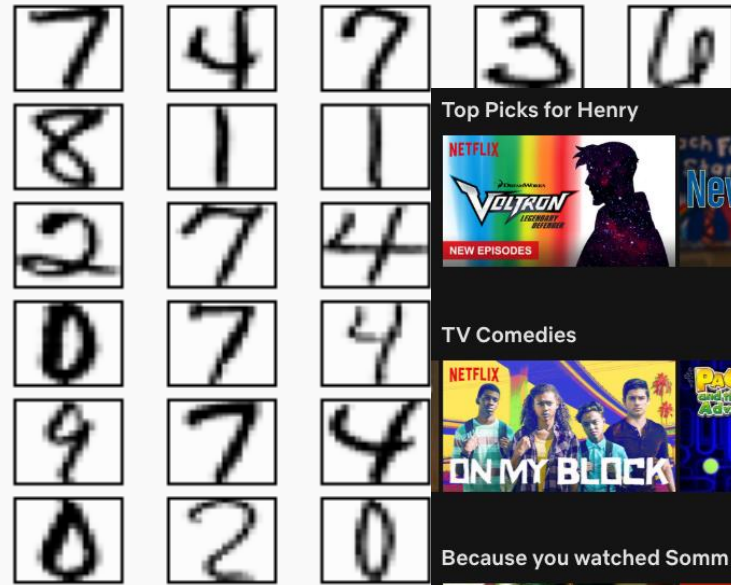 7 4 7 3 6
8 1 1
2 7 4
0 7 4
9 7 4
0 2 0
Top Picks for Henry
NETFLIX
DREAMWORKS
VOLTRON
LEGENDARY
DEFENDER
NEW EPISODES
TV Comedies
NETFLIX
ON MY BLOCK
Because you watched Somm